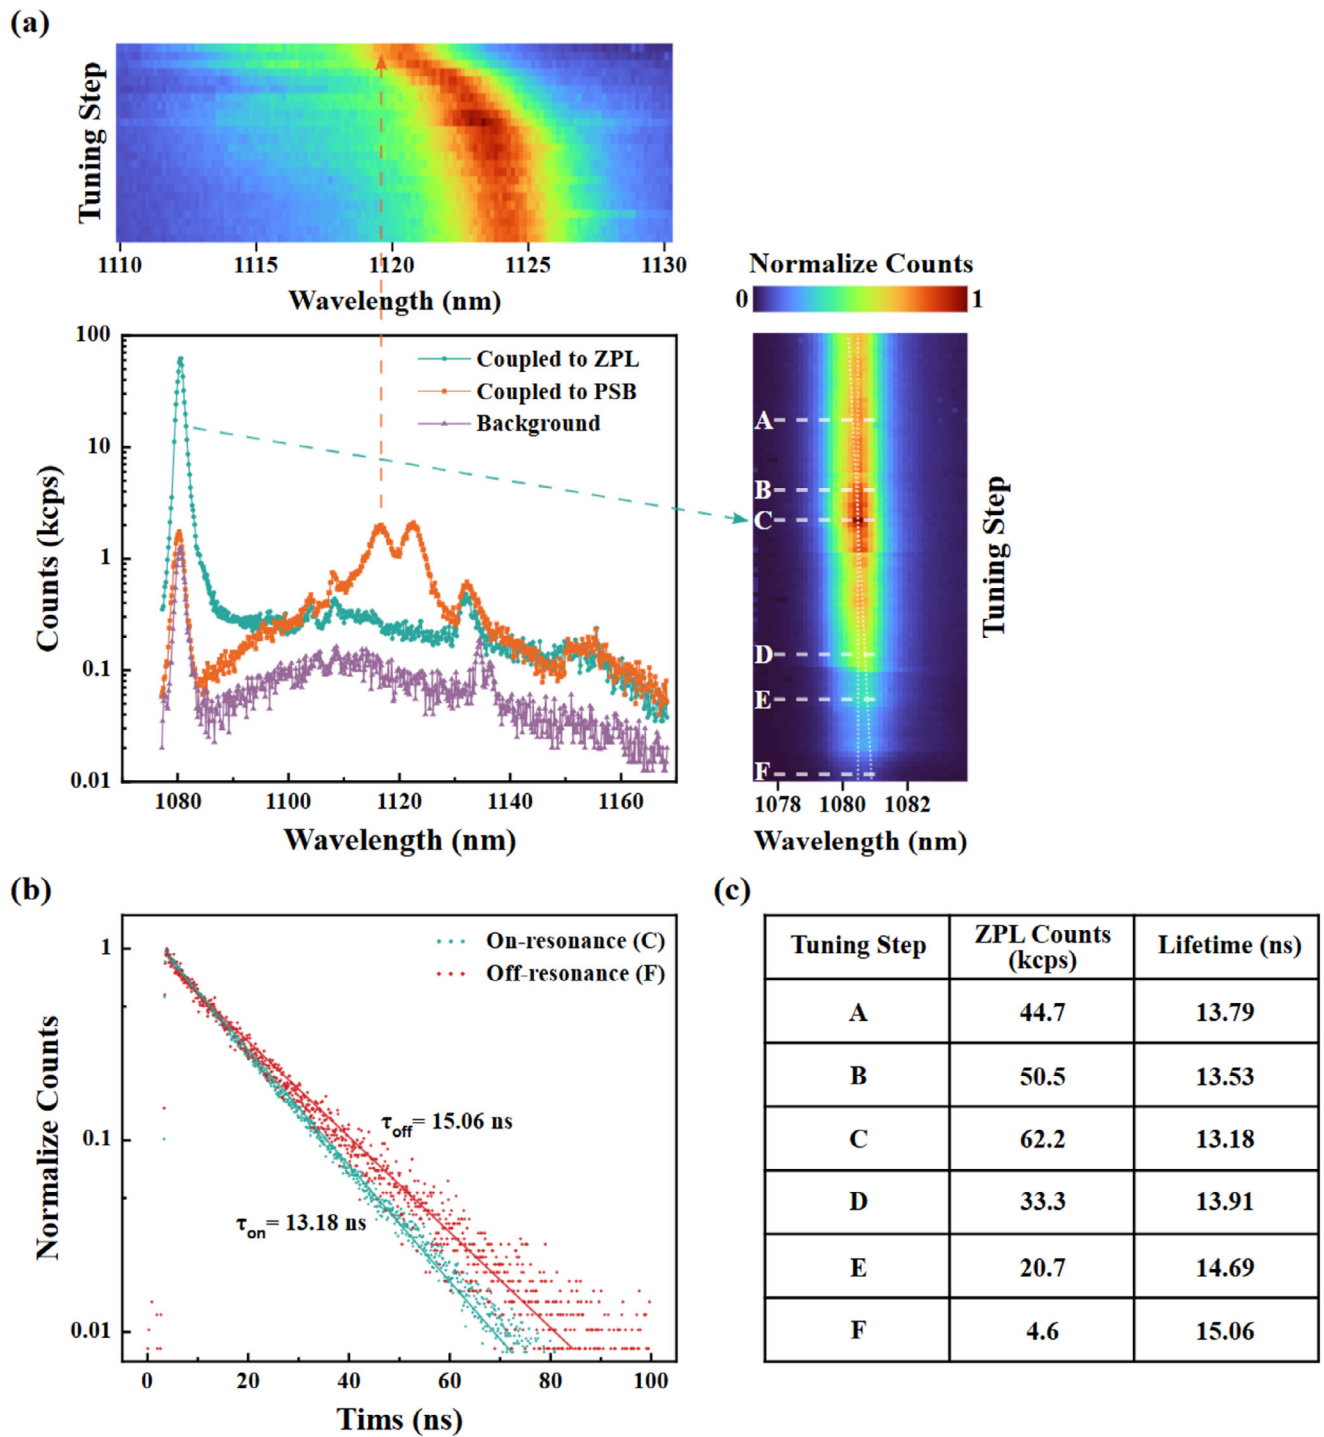 (a)
Tuning Step
1110 1115 1120 1125 1130
Wavelength (nm)
Normalize Counts
0 1
100
10
1
0.1
0.01
Counts (kcps)
Coupled to ZPL
Coupled to PSB
Background
1080 1100 1120 1140 1160
Wavelength (nm)
A
B
C
D
E
F
Tuning Step
1078 1080 1082
Wavelength (nm)
(b)
1
0.1
0.01
Normalize Counts
On-resonance (C)
Off-resonance (F)
τoff= 15.06 ns
τon= 13.18 ns
0 20 40 60 80 100
Tims (ns)
(c)
Tuning Step ZPL Counts (kcps) Lifetime (ns)
A 44.7 13.79
B 50.5 13.53
C 62.2 13.18
D 33.3 13.91
E 20.7 14.69
F 4.6 15.06